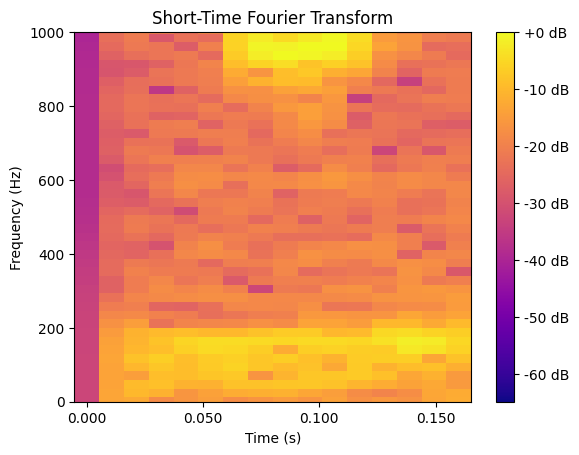 Short-Time Fourier Transform
1000
800
600
400
200
0
Frequency (Hz)
0.000
0.050
0.100
0.150
Time (s)
+0 dB
-10 dB
-20 dB
-30 dB
-40 dB
-50 dB
-60 dB